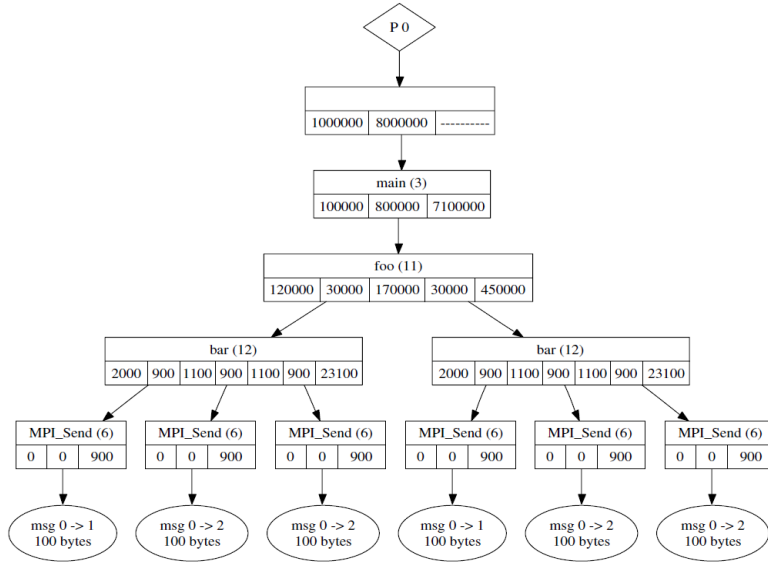 P 0
1000000 8000000 ----------
main (3)
100000 800000 7100000
foo (11)
120000 30000 170000 30000 450000
bar (12) bar (12)
2000 900 1100 900 1100 900 23100 2000 900 1100 900 1100 900 23100
MPI_Send (6) MPI_Send (6) MPI_Send (6) MPI_Send (6) MPI_Send (6) MPI_Send (6)
0 0 900 0 0 900 0 0 900 0 0 900 0 0 900 0 0 900
msg 0 -> 1 msg 0 -> 2 msg 0 -> 2 msg 0 -> 1 msg 0 -> 2 msg 0 -> 2
100 bytes 100 bytes 100 bytes 100 bytes 100 bytes 100 bytes